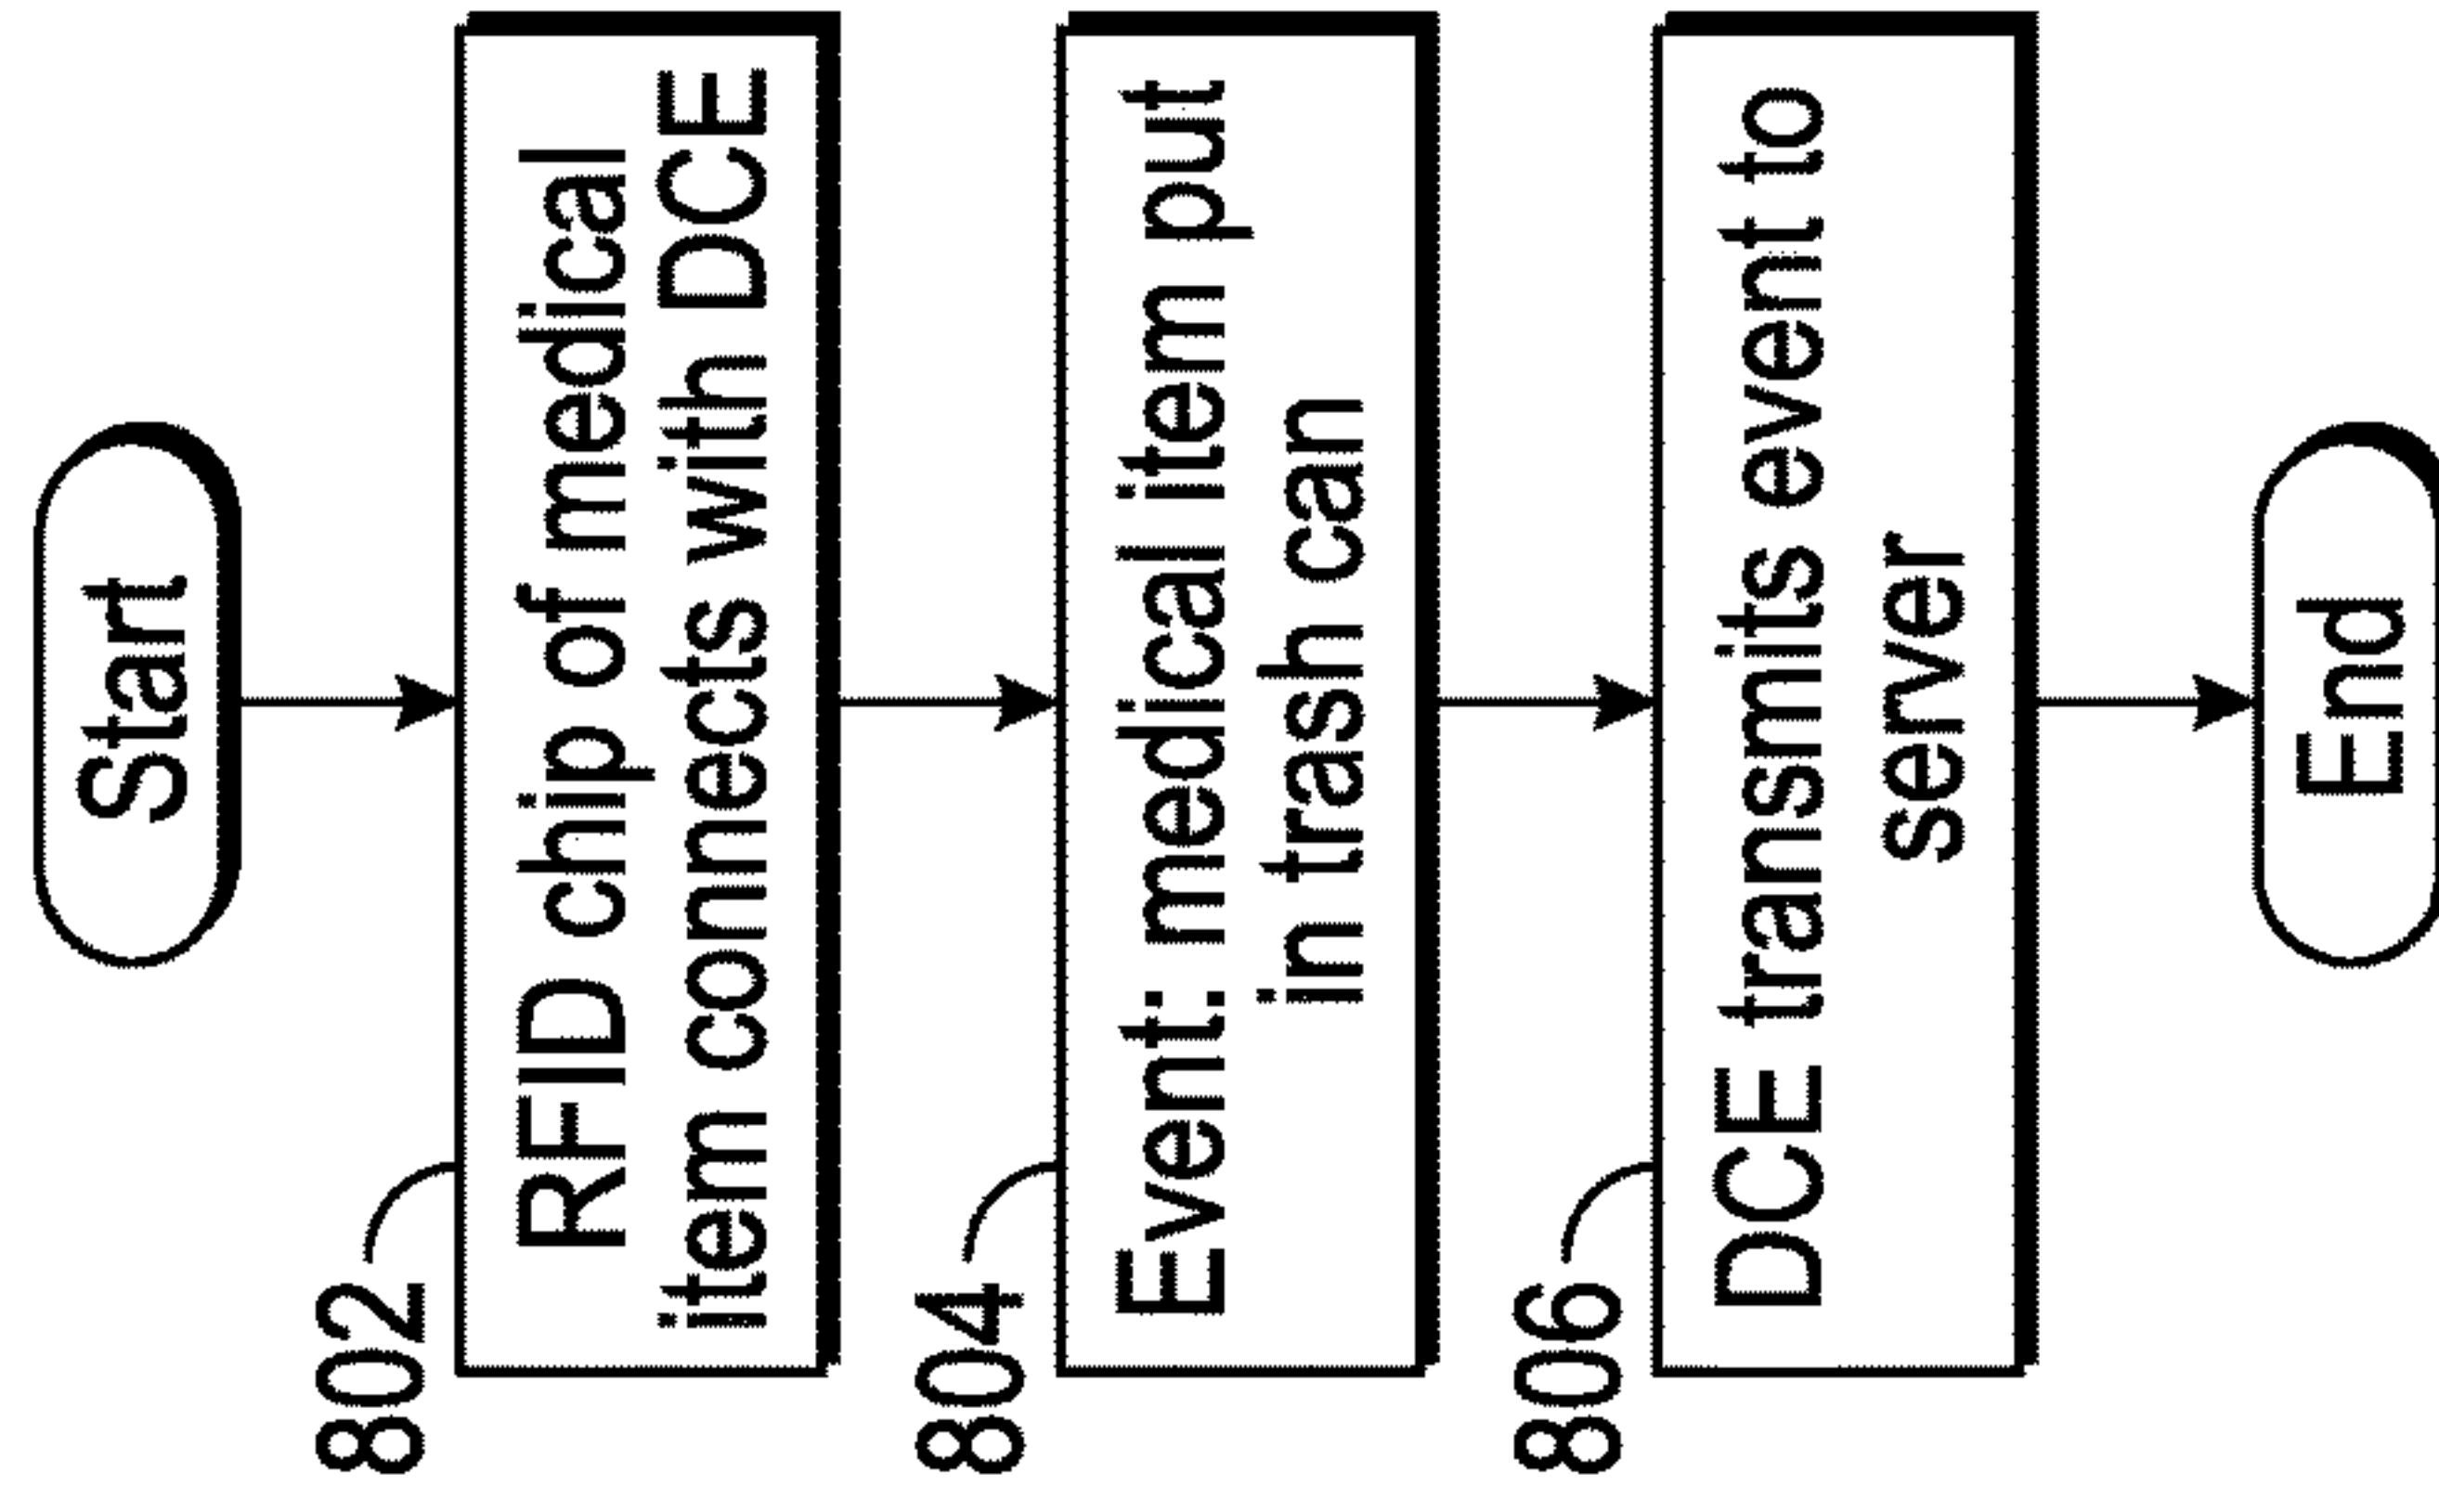 Start
802
RFID chip of medical
item connects with DCE
804
Event: medical item put
in trash can
806
DCE transmits event to
server
End